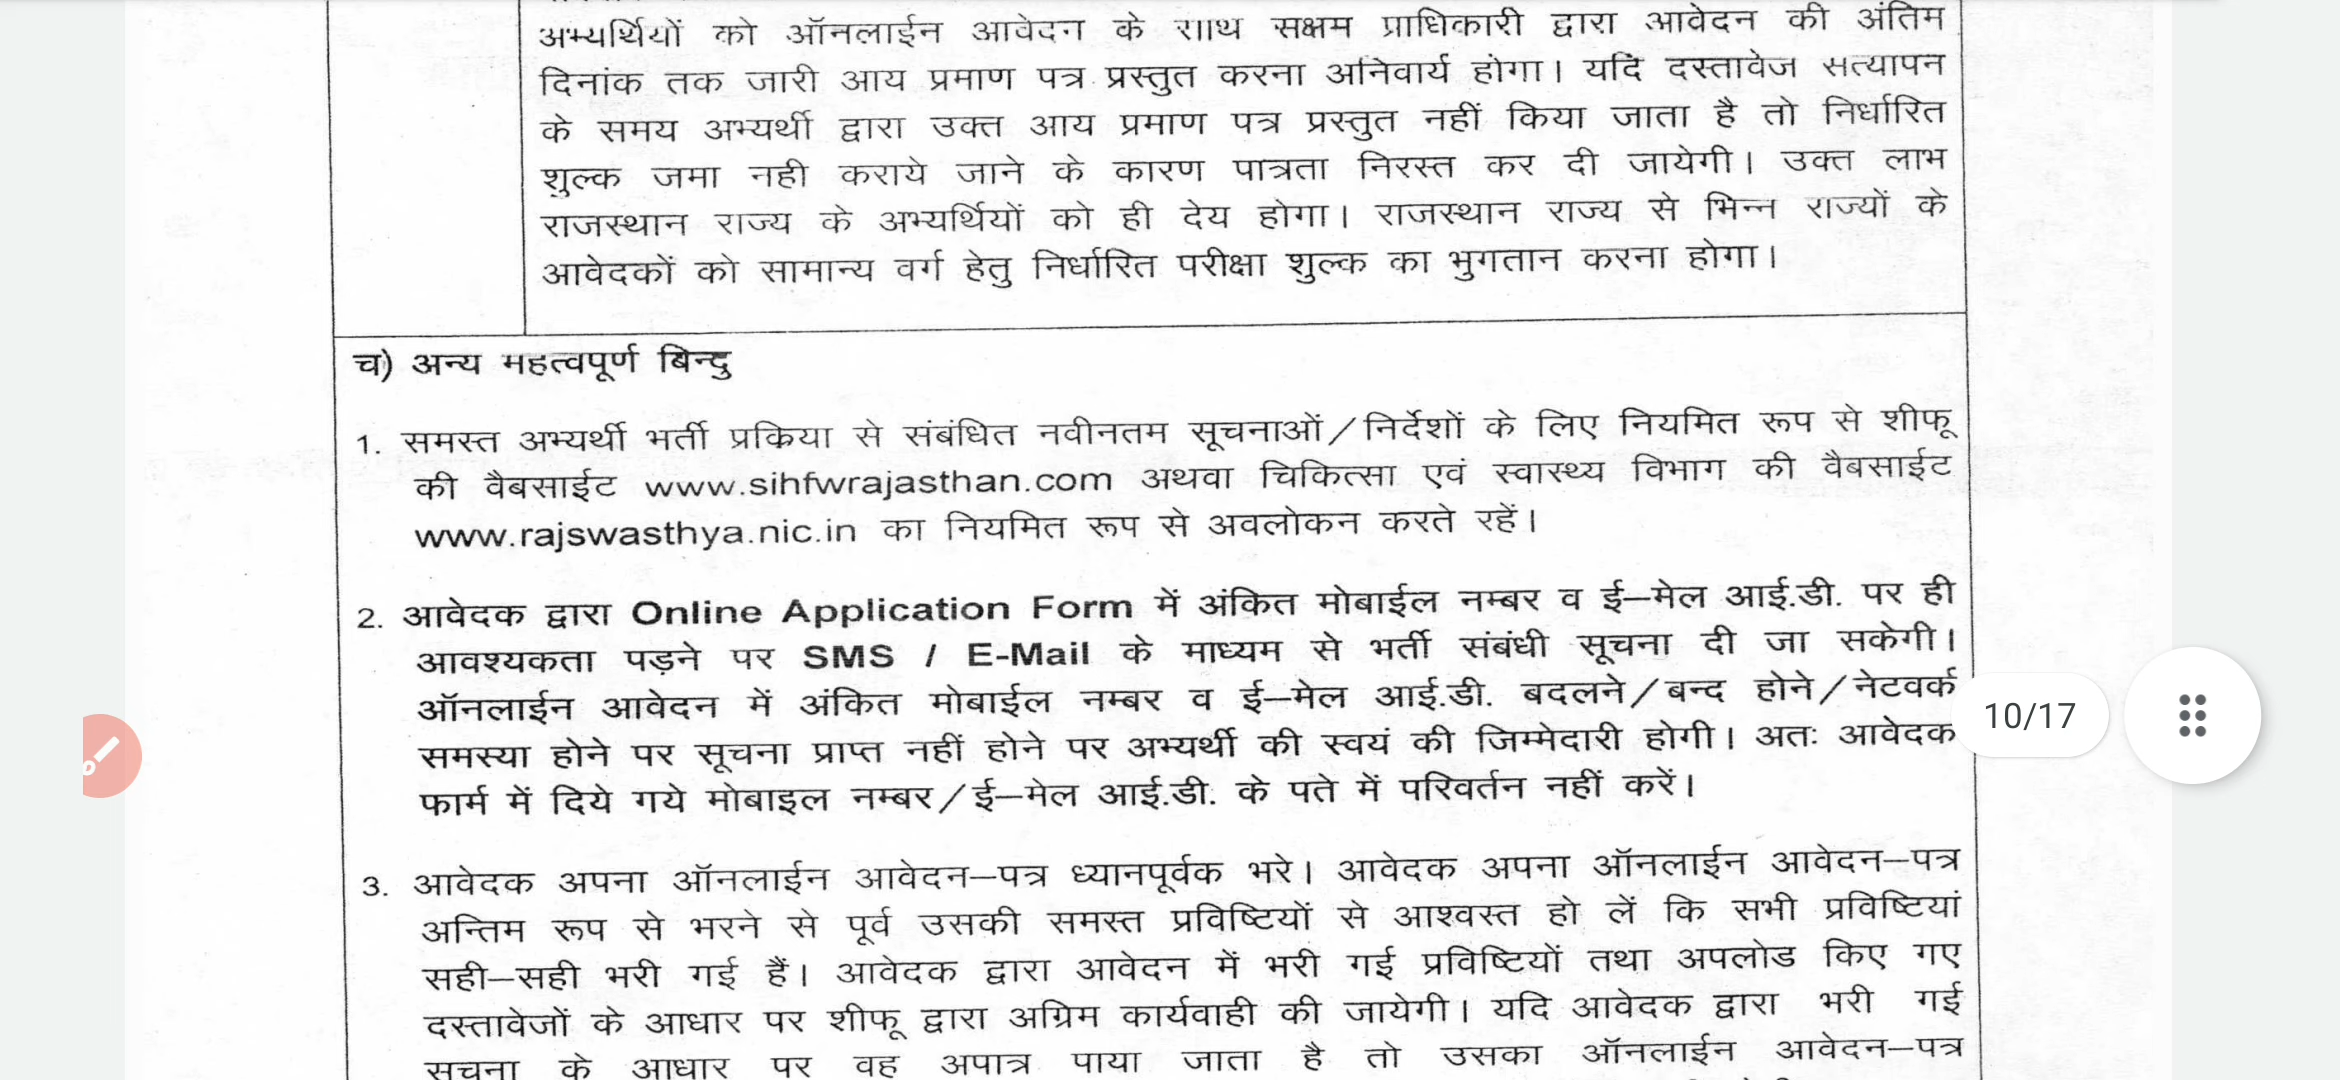 अभ्यर्थियों को ऑनलाईन आवेदन के साथ सक्षम प्राधिकारी द्वारा आवेदन की अंतिम
दिनांक तक जारी आय प्रमाण पत्र प्रस्तुत करना अनिवार्य होगा। यदि दस्तावेज सत्यापन
के समय अभ्यर्थी द्वारा उक्त आय प्रमाण पत्र प्रस्तुत नहीं किया जाता है तो निर्धारित
शुल्क जमा नही कराये जाने के कारण पात्रता निरस्त कर दी जायेगी। उक्त लाभ
राजस्थान राज्य के अभ्यर्थियों को ही देय होगा। राजस्थान राज्य से भिन्न राज्यों के
आवेदकों को सामान्य वर्ग हेतु निर्धारित परीक्षा शुल्क का भुगतान करना होगा।
च) अन्य महत्वपूर्ण बिन्दु
1. समस्त अभ्यर्थी भर्ती प्रकिया से संबंधित नवीनतम सूचनाओं/निर्देशों के लिए नियमित रूप से शीफू
की वैबसाईट www.sihfwrajasthan.com अथवा चिकित्सा एवं स्वास्थ्य विभाग की वैबसाईट
www.rajswasthya.nic.in का नियमित रूप से अवलोकन करते रहें।
2. आवेदक द्वारा Online Application Form में अंकित मोबाईल नम्बर व ई–मेल आई.डी. पर ही
आवश्यकता पड़ने पर SMS / E-Mail के माध्यम से भर्ती संबंधी सूचना दी जा सकेगी।
ऑनलाईन आवेदन में अंकित मोबाईल नम्बर व ई–मेल आई.डी. बदलने/बन्द होने/नेटवर्क
समस्या होने पर सूचना प्राप्त नहीं होने पर अभ्यर्थी की स्वयं की जिम्मेदारी होगी। अतः आवेदक
फार्म में दिये गये मोबाइल नम्बर/ई–मेल आई.डी. के पते में परिवर्तन नहीं करें।
10/17
3. आवेदक अपना ऑनलाईन आवेदन–पत्र ध्यानपूर्वक भरे। आवेदक अपना ऑनलाईन आवेदन–पत्र
अन्तिम रूप से भरने से पूर्व उसकी समस्त प्रविष्टियों से आश्वस्त हो लें कि सभी प्रविष्टियां
सही–सही भरी गई हैं। आवेदक द्वारा आवेदन में भरी गई प्रविष्टियों तथा अपलोड किए गए
दस्तावेजों के आधार पर शीफू द्वारा अग्रिम कार्यवाही की जायेगी। यदि आवेदक द्वारा भरी गई
सूचना के आधार पर वह अपात्र पाया जाता है तो उसका ऑनलाईन आवेदन–पत्र